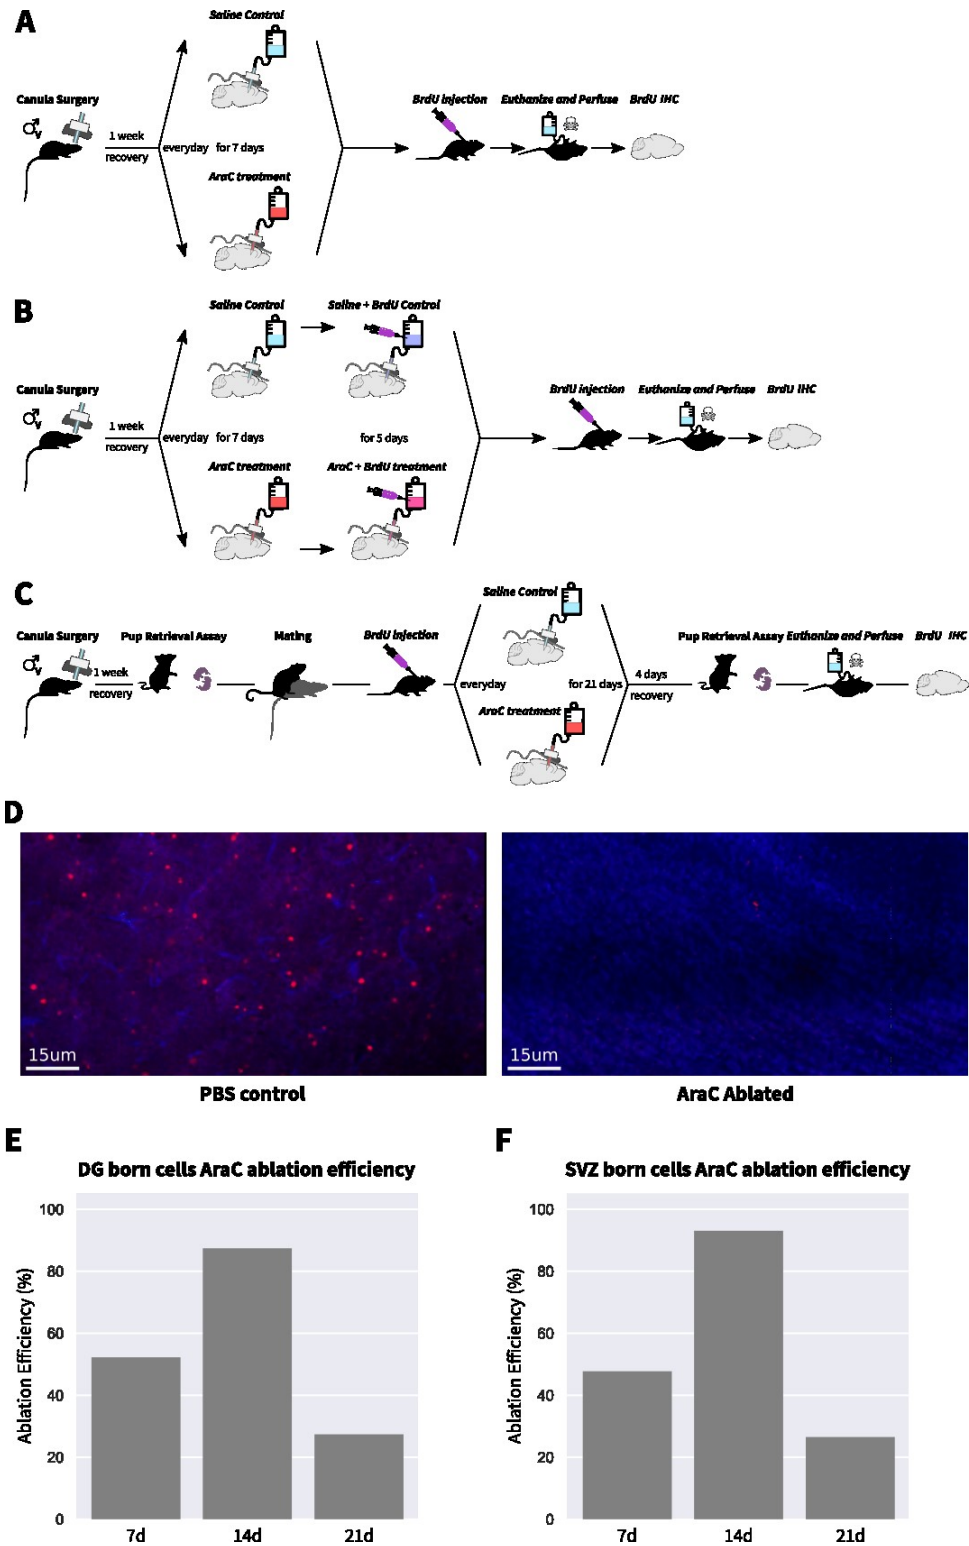 A
Saline Control
Canula Surgery
BrdU injection
Euthanize and Perfuse
BrdU IHC
1 week
recovery
everyday for 7 days
AraC treatment
B
Saline Control
Saline + BrdU Control
Canula Surgery
BrdU injection
Euthanize and Perfuse
BrdU IHC
1 week
recovery
everyday for 7 days
for 5 days
AraC treatment
AraC + BrdU treatment
C
Saline Control
Canula Surgery
Pup Retrieval Assay
Mating
BrdU injection
Pup Retrieval Assay
Euthanize and Perfuse
BrdU IHC
1 week
recovery
everyday
for 21 days
4 days
recovery
AraC treatment
D
15um
15um
PBS control
AraC Ablated
E
DG born cells AraC ablation efficiency
Ablation Efficiency (%)
100
80
60
40
20
0
7d
14d
21d
F
SVZ born cells AraC ablation efficiency
Ablation Efficiency (%)
100
80
60
40
20
0
7d
14d
21d